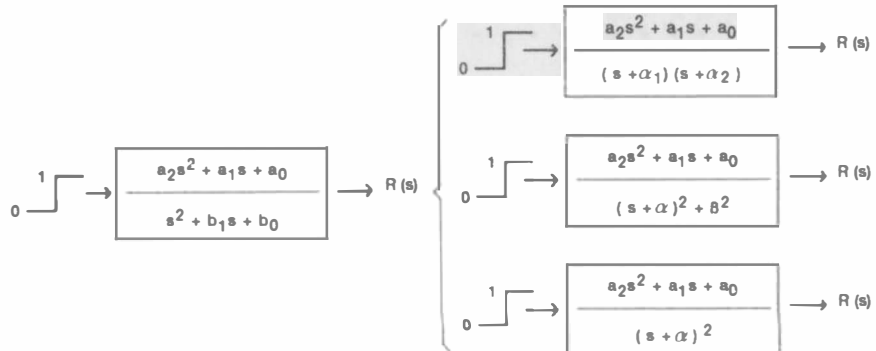 1
0
a₂s² + a₁s + a₀
s² + b₁s + b₀
R (s)
1
0
a₂s² + a₁s + a₀
( s +α₁ ) ( s +α₂ )
R (s)
1
0
a₂s² + a₁s + a₀
( s +α )² + β²
R (s)
1
0
a₂s² + a₁s + a₀
( s +α )²
R (s)